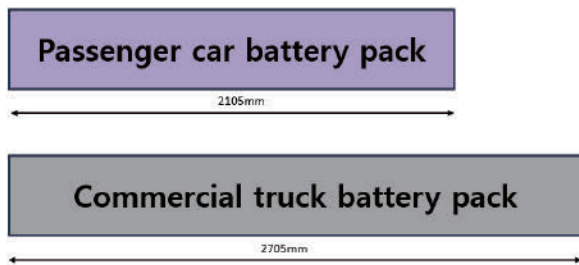 Passenger car battery pack
2105mm
Commercial truck battery pack
2705mm